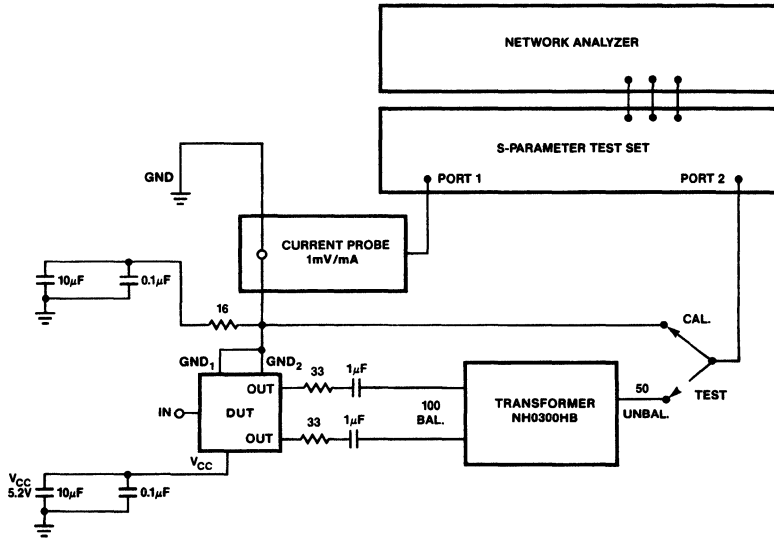 NETWORK ANALYZER
S-PARAMETER TEST SET
PORT 1
PORT 2
GND
CURRENT PROBE
1mV/mA
10µF
0.1µF
16
CAL.
GND1
GND2
33
1µF
OUT
IN
DUT
OUT
33
1µF
100
BAL.
TRANSFORMER
NH0300HB
50
UNBAL.
TEST
VCC
VCC
5.2V
10µF
0.1µF